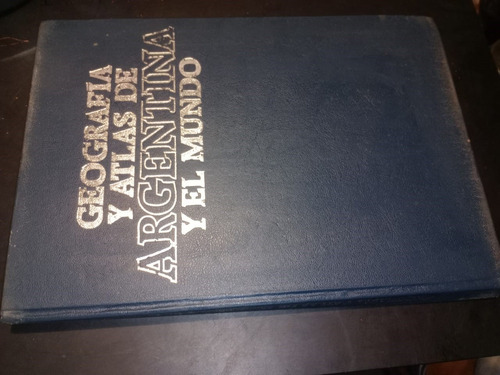 GEOGRAFIA
Y ATLAS DE
ARGENTINA
Y EL MUNDO